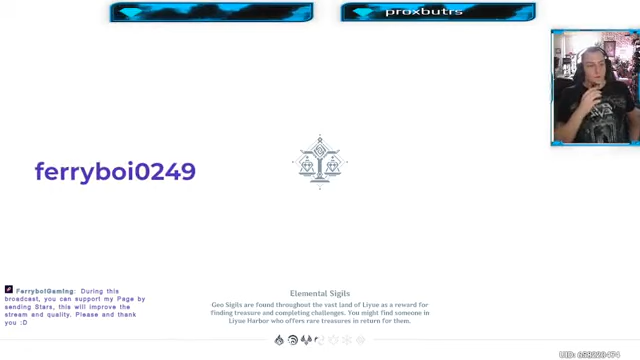 proxbutrs
ferryboi0249
FerryboiGaming: During this
broadcast, you can support my Page by
sending Stars, this will improve the
stream and quality. Please and thank
you :D
Elemental Sigils
Geo Sigils are found throughout the vast land of Liyue as a reward for
finding treasure and completing challenges. You might find someone in
Liyue Harbor who offers rare treasures in return for them.